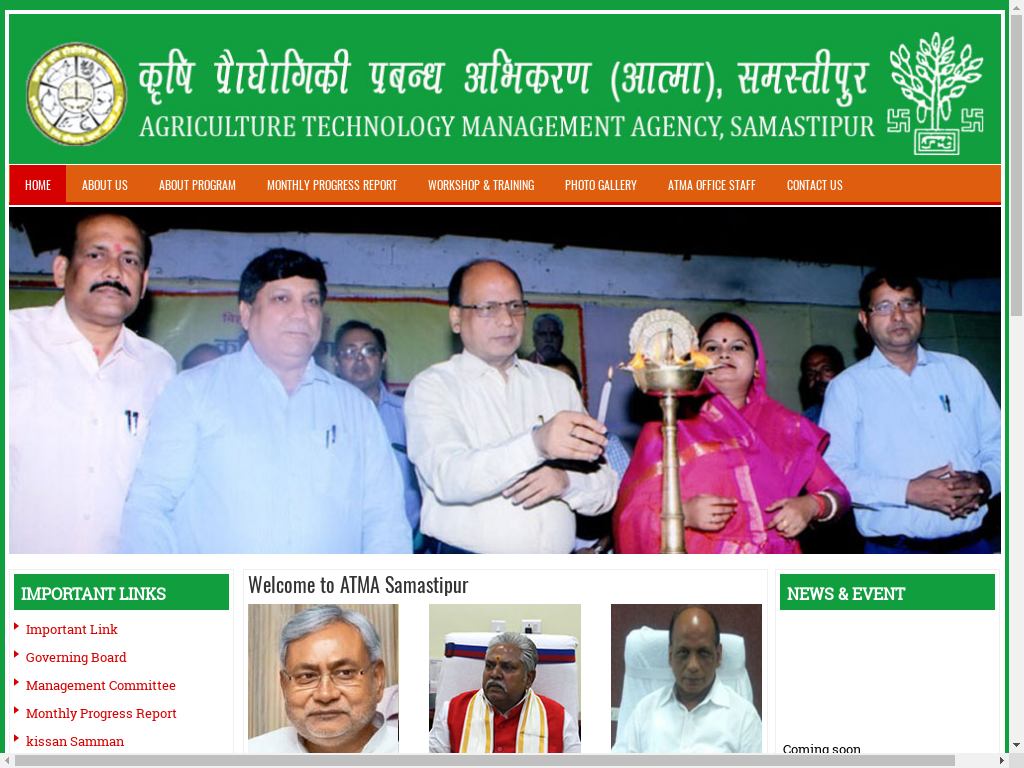 कृषि प्रौद्योगिकी प्रबन्ध अभिकरण (आत्मा), समस्तीपुर
AGRICULTURE TECHNOLOGY MANAGEMENT AGENCY, SAMASTIPUR
HOME ABOUT US ABOUT PROGRAM MONTHLY PROGRESS REPORT WORKSHOP & TRAINING PHOTO GALLERY ATMA OFFICE STAFF CONTACT US
IMPORTANT LINKS
Important Link
Governing Board
Management Committee
Monthly Progress Report
kissan Samman
Welcome to ATMA Samastipur
NEWS & EVENT
Coming soon